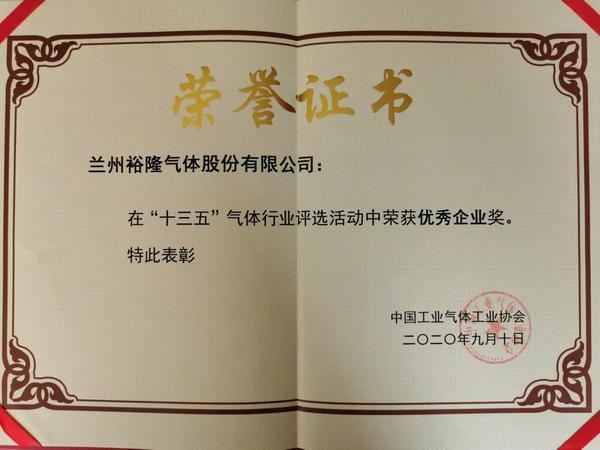 荣誉证书
兰州裕隆气体股份有限公司：
在“十三五”气体行业评选活动中荣获优秀企业奖。
特此表彰
中国工业气体工业协会
二〇二〇年九月十日